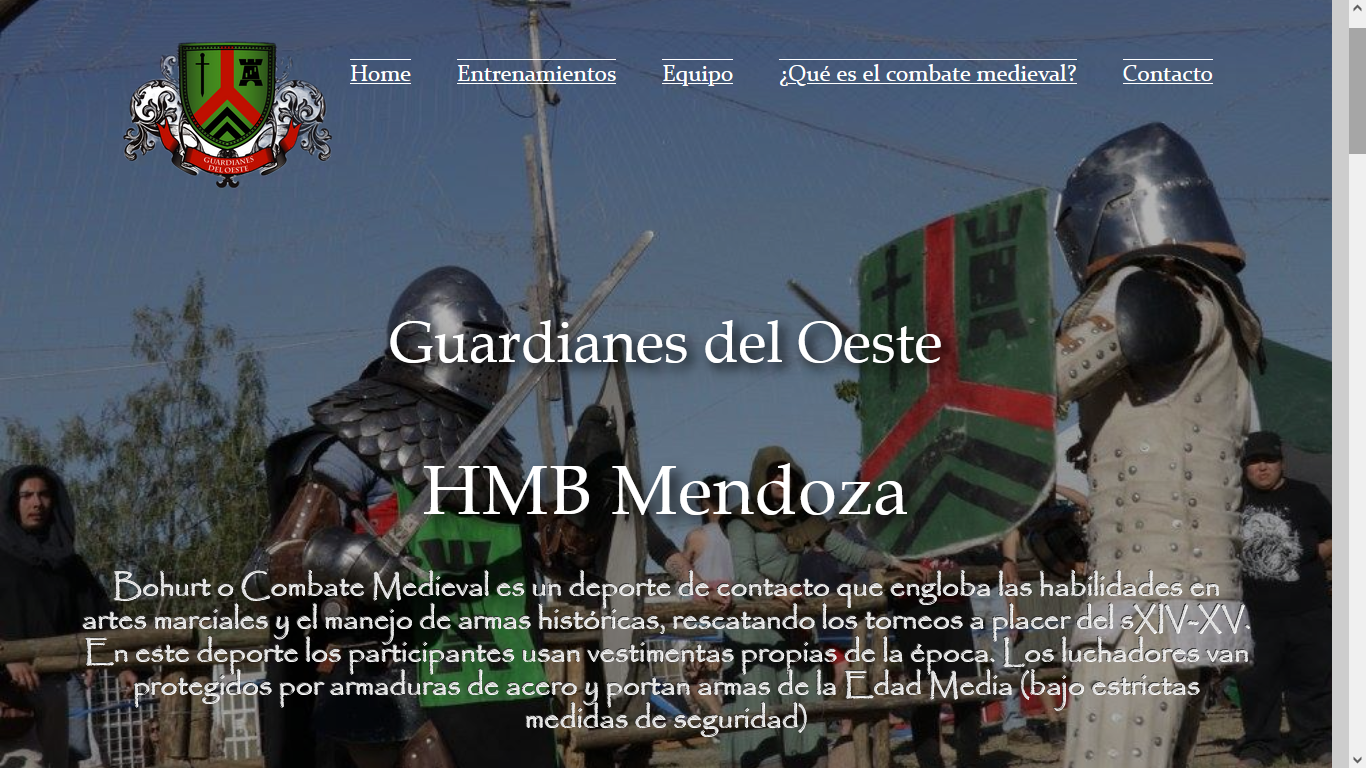 Home Entrenamientos Equipo ¿Qué es el combate medieval? Contacto
GUARDIANES
DEL OESTE
Guardianes del Oeste
HMB Mendoza
Bohurt o Combate Medieval es un deporte de contacto que engloba las habilidades en
artes marciales y el manejo de armas históricas, rescatando los torneos a placer del sXIV-XV.
En este deporte los participantes usan vestimentas propias de la época. Los luchadores van
protegidos por armaduras de acero y portan armas de la Edad Media (bajo estrictas
medidas de seguridad)